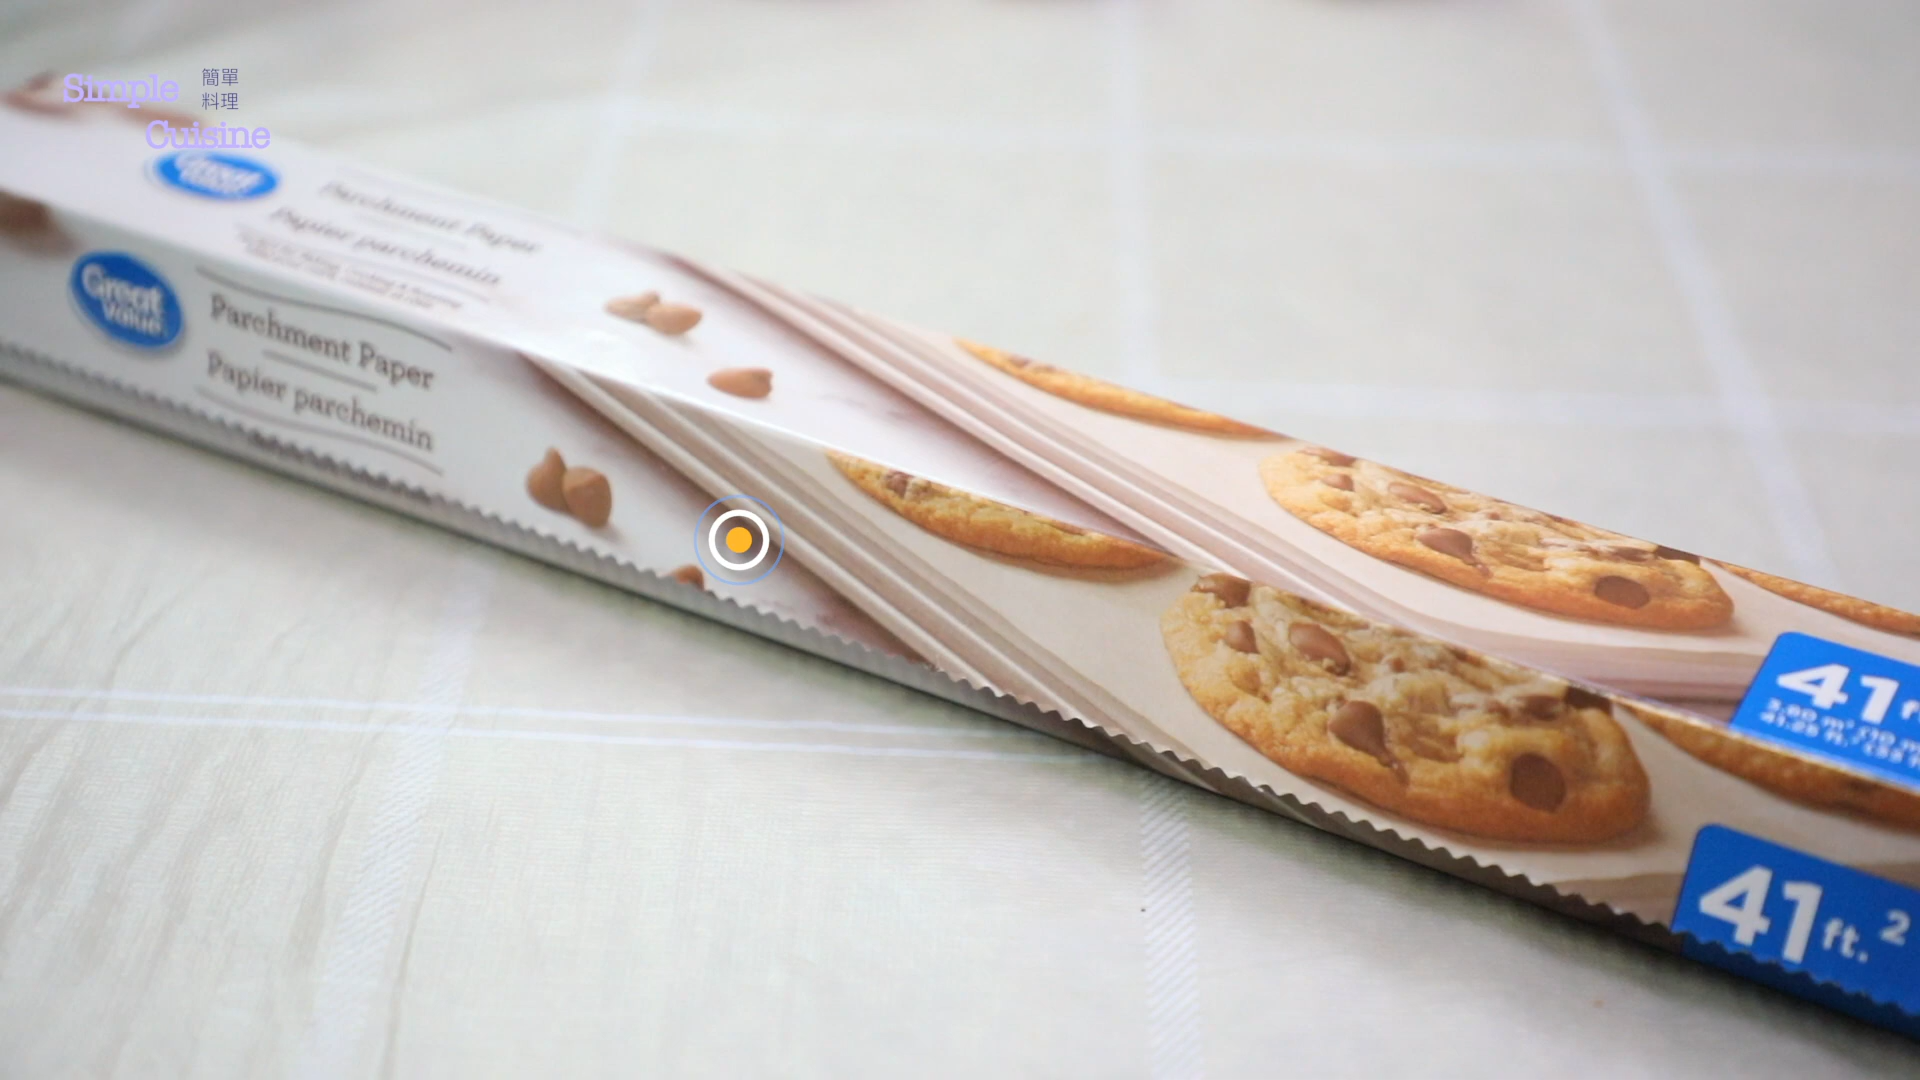 Simple 簡單
料理
Cuisine
Great
Value
Parchment Paper
Papier parchemin
Great
Value
Parchment Paper
Papier parchemin
41
41 ft.²